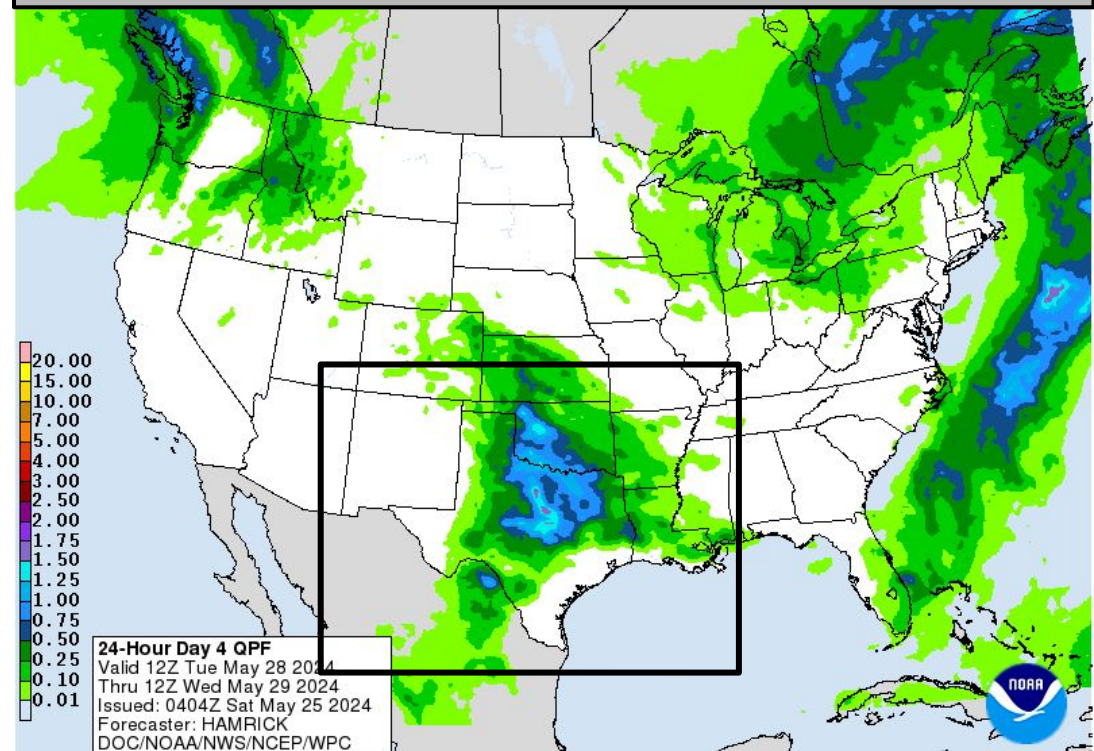 20.00
15.00
10.00
7.00
5.00
4.00
3.00
2.50
2.00
1.75
1.50
1.25
1.00
0.75
0.50
0.25
0.10
0.01
24-Hour Day 4 QPF
Valid 12Z Tue May 28 2024
Thru 12Z Wed May 29 2024
Issued: 0404Z Sat May 25 2024
Forecaster: HAMRICK
DOC/NOAA/NWS/NCEP/WPC
NOAA